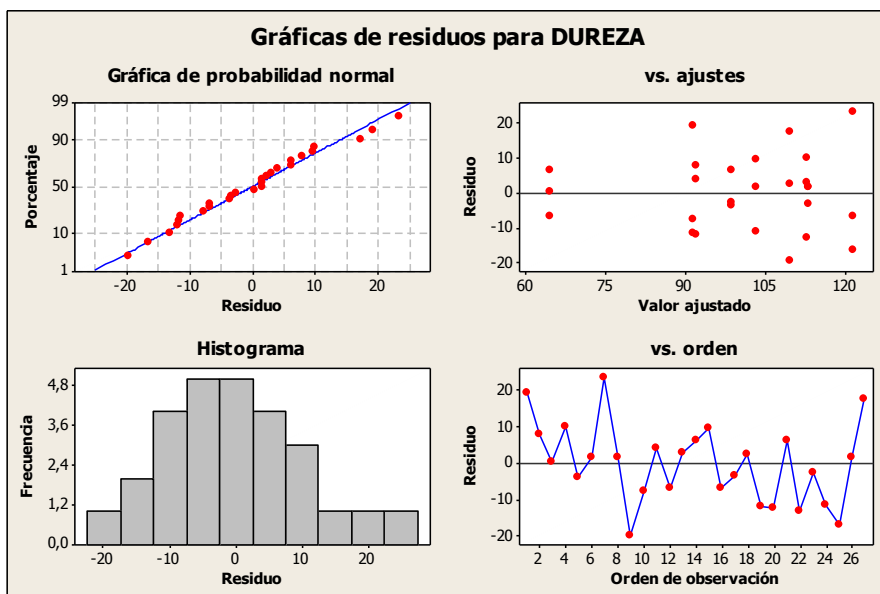 Gráficas de residuos para DUREZA
Gráfica de probabilidad normal
99
90
50
10
1
Porcentaje
-20 -10 0 10 20
Residuo
vs. ajustes
20
10
0
-10
-20
Residuo
60 75 90 105 120
Valor ajustado
Histograma
4,8
3,6
2,4
1,2
0,0
Frecuencia
-20 -10 0 10 20
Residuo
vs. orden
20
10
0
-10
-20
Residuo
2 4 6 8 10 12 14 16 18 20 22 24 26
Orden de observación